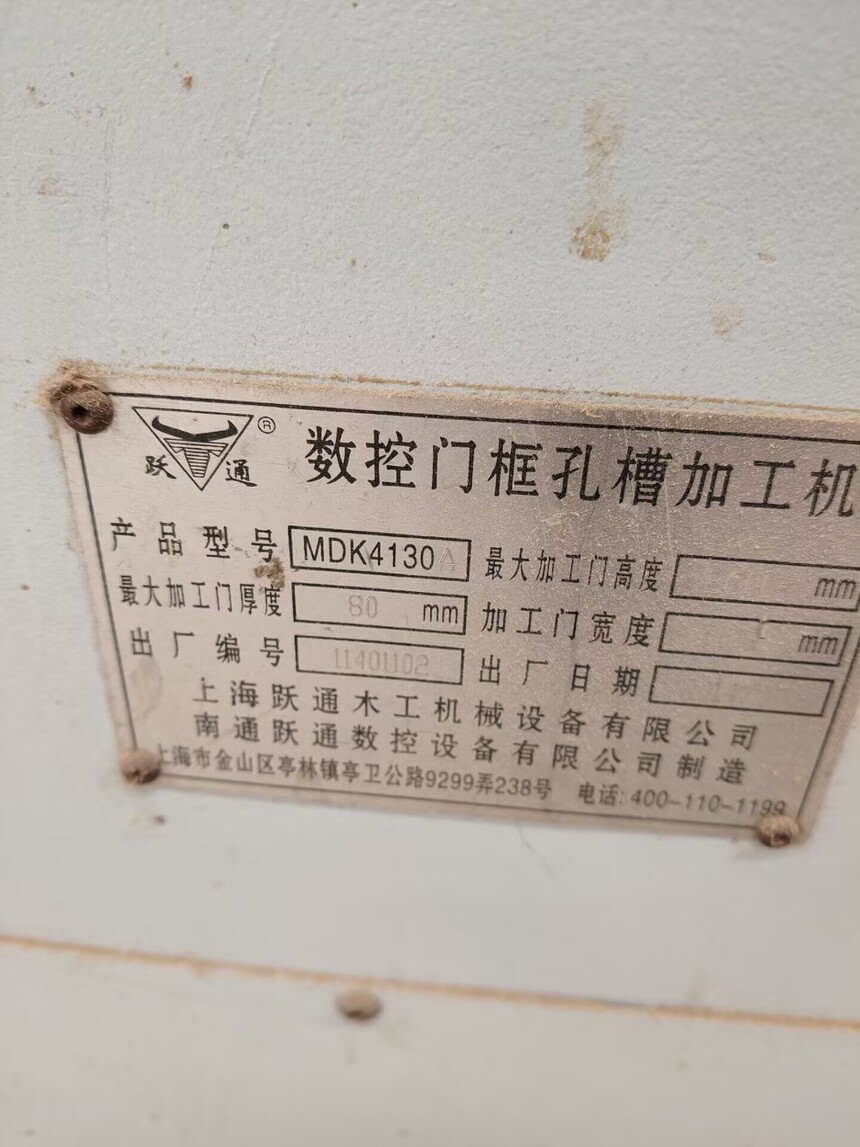 跃通® 数控门框孔槽加工机
产品型号 MDK4130A 最大加工门高度 mm
最大加工门厚度 80 mm 加工门宽度 mm
出厂编号 11401102 出厂日期
上海跃通木工机械设备有限公司
南通跃通数控设备有限公司制造
上海市金山区亭林镇亭卫公路9299弄238号 电话:400-110-1199